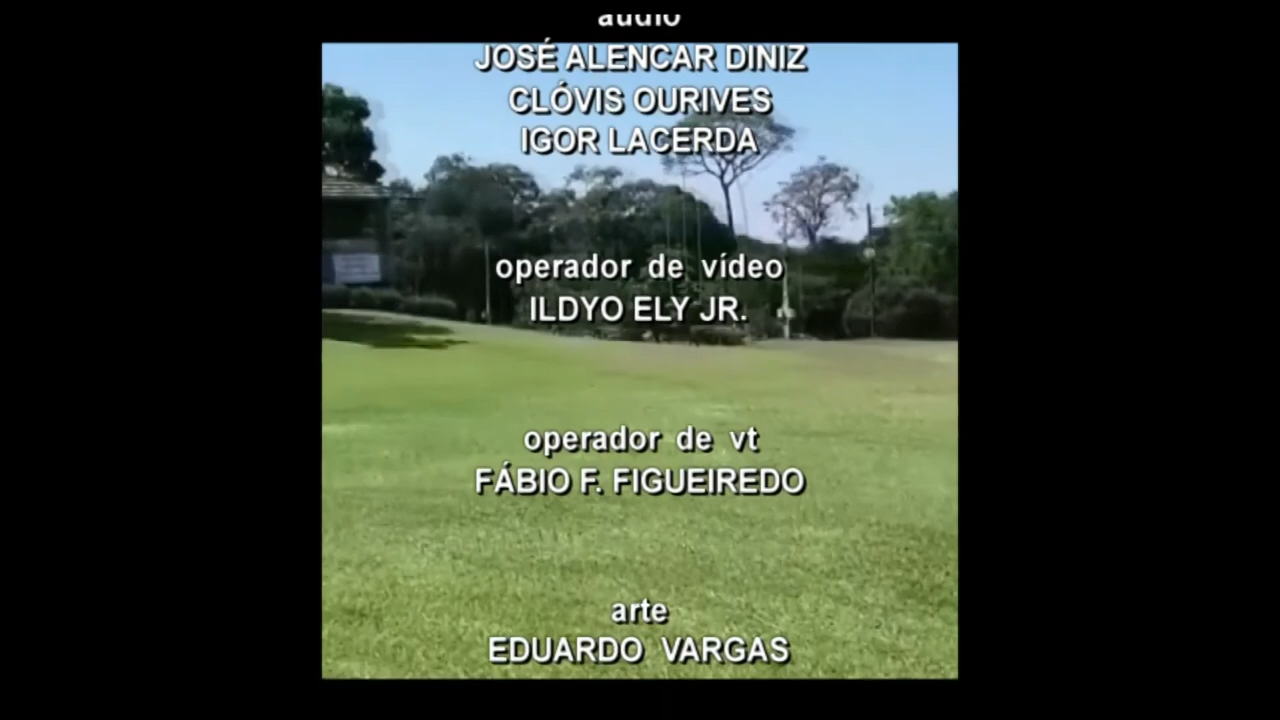 audio
JOSÉ ALENCAR DINIZ
CLÓVIS OURIVES
IGOR LACERDA
operador de vídeo
ILDYO ELY JR.
operador de vt
FÁBIO F. FIGUEIREDO
arte
EDUARDO VARGAS